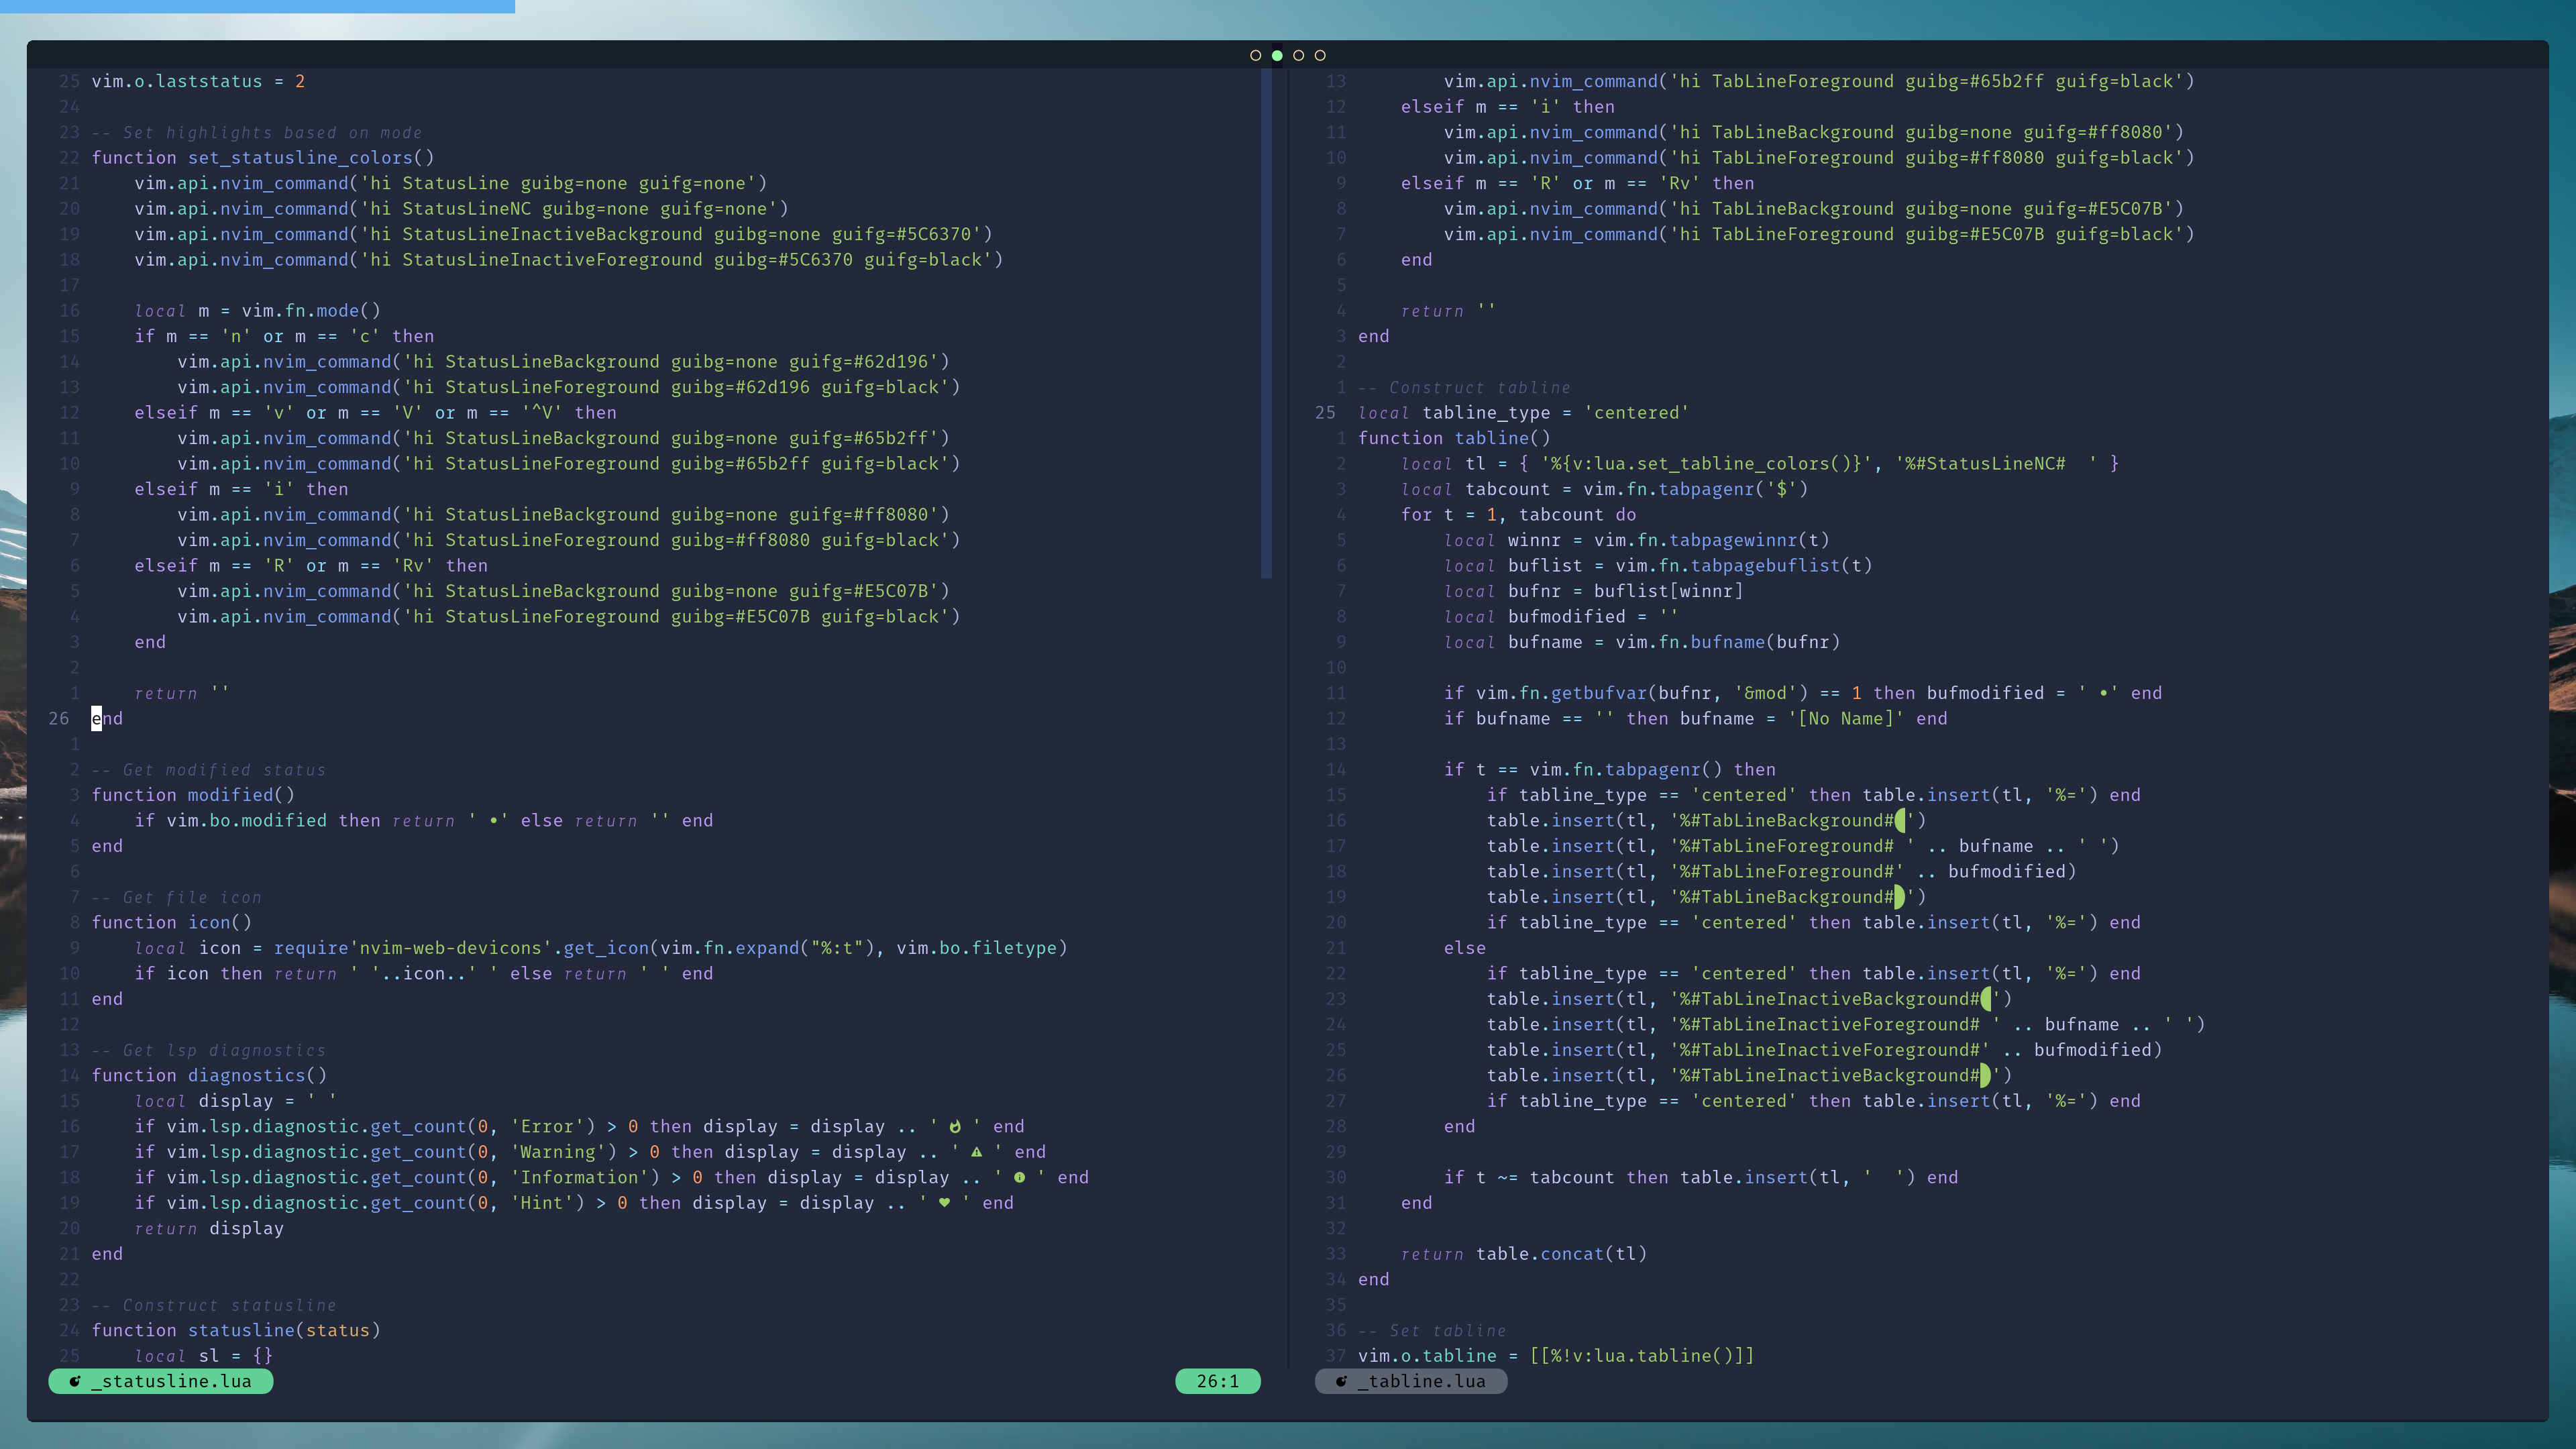 25 vim.o.laststatus = 2
24
23 -- Set highlights based on mode
22 function set_statusline_colors()
21     vim.api.nvim_command('hi StatusLine guibg=none guifg=none')
20     vim.api.nvim_command('hi StatusLineNC guibg=none guifg=none')
19     vim.api.nvim_command('hi StatusLineInactiveBackground guibg=none guifg=#5C6370')
18     vim.api.nvim_command('hi StatusLineInactiveForeground guibg=#5C6370 guifg=black')
17
16     local m = vim.fn.mode()
15     if m == 'n' or m == 'c' then
14         vim.api.nvim_command('hi StatusLineBackground guibg=none guifg=#62d196')
13         vim.api.nvim_command('hi StatusLineForeground guibg=#62d196 guifg=black')
12     elseif m == 'v' or m == 'V' or m == '^V' then
11         vim.api.nvim_command('hi StatusLineBackground guibg=none guifg=#65b2ff')
10         vim.api.nvim_command('hi StatusLineForeground guibg=#65b2ff guifg=black')
9     elseif m == 'i' then
8         vim.api.nvim_command('hi StatusLineBackground guibg=none guifg=#ff8080')
7         vim.api.nvim_command('hi StatusLineForeground guibg=#ff8080 guifg=black')
6     elseif m == 'R' or m == 'Rv' then
5         vim.api.nvim_command('hi StatusLineBackground guibg=none guifg=#E5C07B')
4         vim.api.nvim_command('hi StatusLineForeground guibg=#E5C07B guifg=black')
3     end
2
1     return ''
26 end
1
2 -- Get modified status
3 function modified()
4     if vim.bo.modified then return ' •' else return '' end
5 end
6
7 -- Get file icon
8 function icon()
9     local icon = require'nvim-web-devicons'.get_icon(vim.fn.expand("%:t"), vim.bo.filetype)
10     if icon then return ' '..icon..' ' else return ' ' end
11 end
12
13 -- Get lsp diagnostics
14 function diagnostics()
15     local display = ' '
16     if vim.lsp.diagnostic.get_count(0, 'Error') > 0 then display = display .. '  ' end
17     if vim.lsp.diagnostic.get_count(0, 'Warning') > 0 then display = display .. ' ⚠ ' end
18     if vim.lsp.diagnostic.get_count(0, 'Information') > 0 then display = display .. '  ' end
19     if vim.lsp.diagnostic.get_count(0, 'Hint') > 0 then display = display .. ' ♥ ' end
20     return display
21 end
22
23 -- Construct statusline
24 function statusline(status)
25     local sl = {}
_statusline.lua
26:1
13         vim.api.nvim_command('hi TabLineForeground guibg=#65b2ff guifg=black')
12     elseif m == 'i' then
11         vim.api.nvim_command('hi TabLineBackground guibg=none guifg=#ff8080')
10         vim.api.nvim_command('hi TabLineForeground guibg=#ff8080 guifg=black')
9     elseif m == 'R' or m == 'Rv' then
8         vim.api.nvim_command('hi TabLineBackground guibg=none guifg=#E5C07B')
7         vim.api.nvim_command('hi TabLineForeground guibg=#E5C07B guifg=black')
6     end
5
4     return ''
3 end
2
1 -- Construct tabline
25 local tabline_type = 'centered'
1 function tabline()
2     local tl = { '%{v:lua.set_tabline_colors()}', '%#StatusLineNC#  ' }
3     local tabcount = vim.fn.tabpagenr('$')
4     for t = 1, tabcount do
5         local winnr = vim.fn.tabpagewinnr(t)
6         local buflist = vim.fn.tabpagebuflist(t)
7         local bufnr = buflist[winnr]
8         local bufmodified = ''
9         local bufname = vim.fn.bufname(bufnr)
10
11         if vim.fn.getbufvar(bufnr, '&mod') == 1 then bufmodified = ' •' end
12         if bufname == '' then bufname = '[No Name]' end
13
14         if t == vim.fn.tabpagenr() then
15             if tabline_type == 'centered' then table.insert(tl, '%=') end
16             table.insert(tl, '%#TabLineBackground#')
17             table.insert(tl, '%#TabLineForeground# ' .. bufname .. ' ')
18             table.insert(tl, '%#TabLineForeground#' .. bufmodified)
19             table.insert(tl, '%#TabLineBackground#')
20             if tabline_type == 'centered' then table.insert(tl, '%=') end
21         else
22             if tabline_type == 'centered' then table.insert(tl, '%=') end
23             table.insert(tl, '%#TabLineInactiveBackground#')
24             table.insert(tl, '%#TabLineInactiveForeground# ' .. bufname .. ' ')
25             table.insert(tl, '%#TabLineInactiveForeground#' .. bufmodified)
26             table.insert(tl, '%#TabLineInactiveBackground#')
27             if tabline_type == 'centered' then table.insert(tl, '%=') end
28         end
29
30         if t ~= tabcount then table.insert(tl, '  ') end
31     end
32
33     return table.concat(tl)
34 end
35
36 -- Set tabline
37 vim.o.tabline = [[%!v:lua.tabline()]]
_tabline.lua